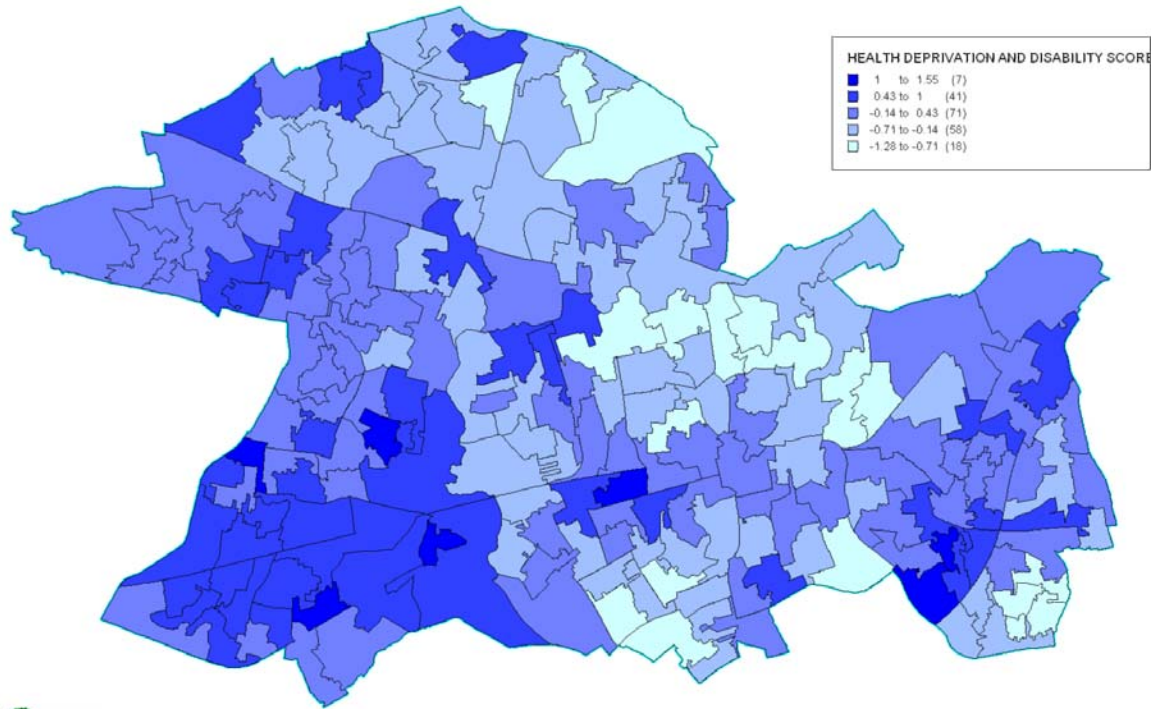 HEALTH DEPRIVATION AND DISABILITY SCORE
1 to 1.55 (7)
0.43 to 1 (41)
-0.14 to 0.43 (71)
-0.71 to -0.14 (58)
-1.28 to -0.71 (18)